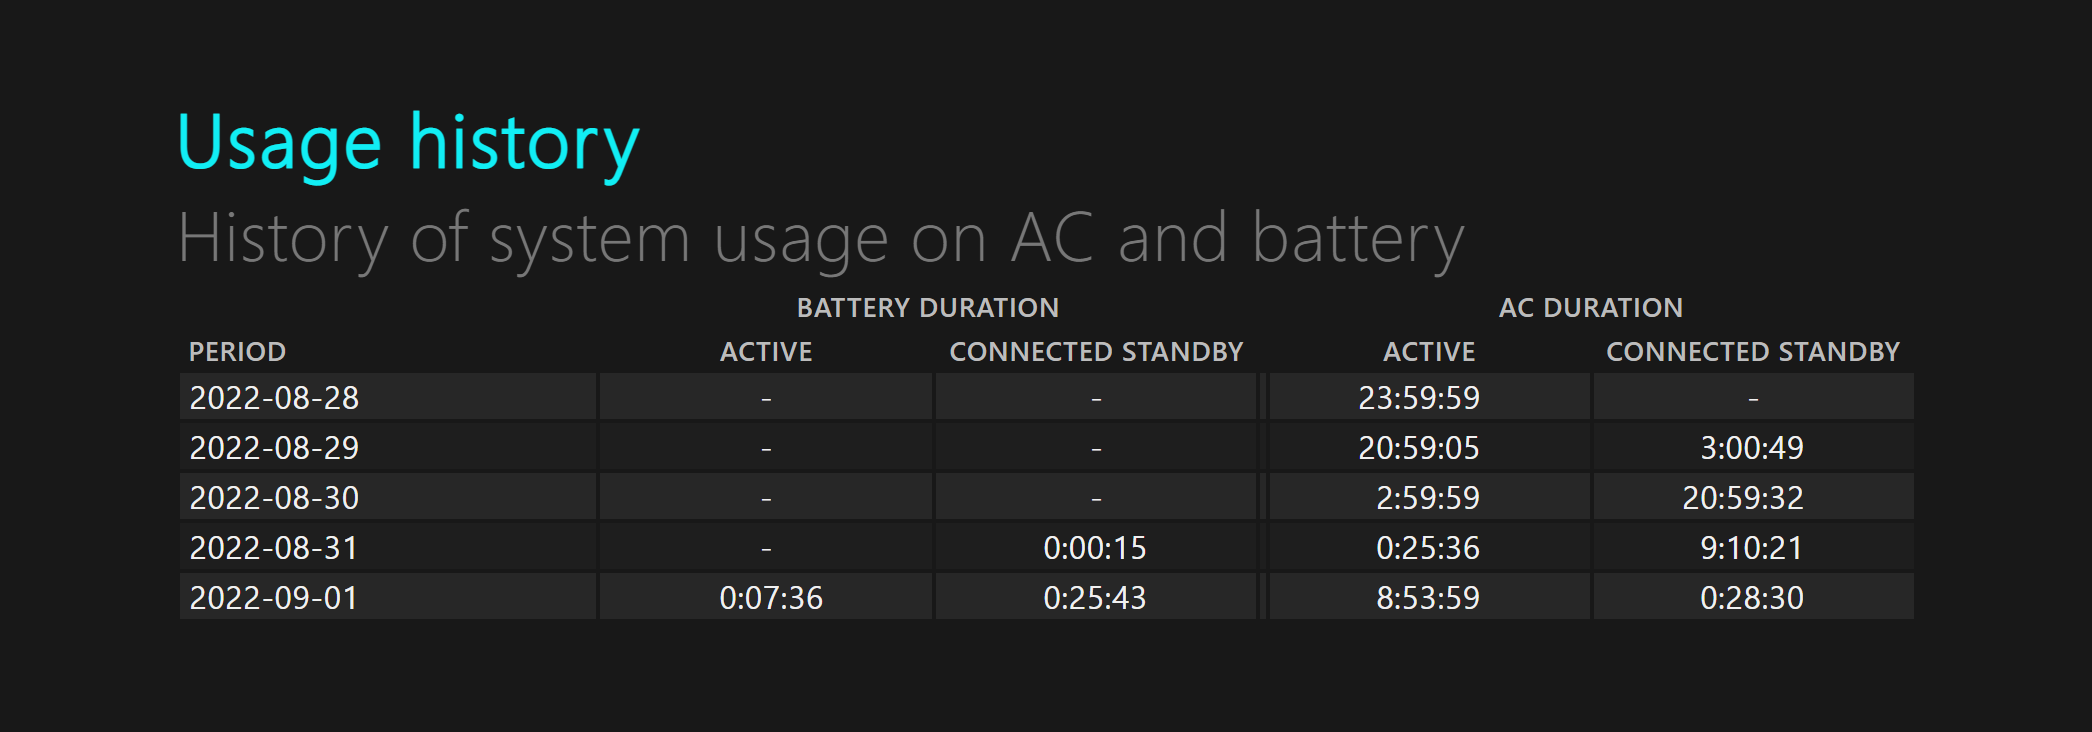 Usage history
History of system usage on AC and battery
BATTERY DURATION AC DURATION
PERIOD ACTIVE CONNECTED STANDBY ACTIVE CONNECTED STANDBY
2022-08-28 - - 23:59:59 -
2022-08-29 - - 20:59:05 3:00:49
2022-08-30 - - 2:59:59 20:59:32
2022-08-31 - 0:00:15 0:25:36 9:10:21
2022-09-01 0:07:36 0:25:43 8:53:59 0:28:30